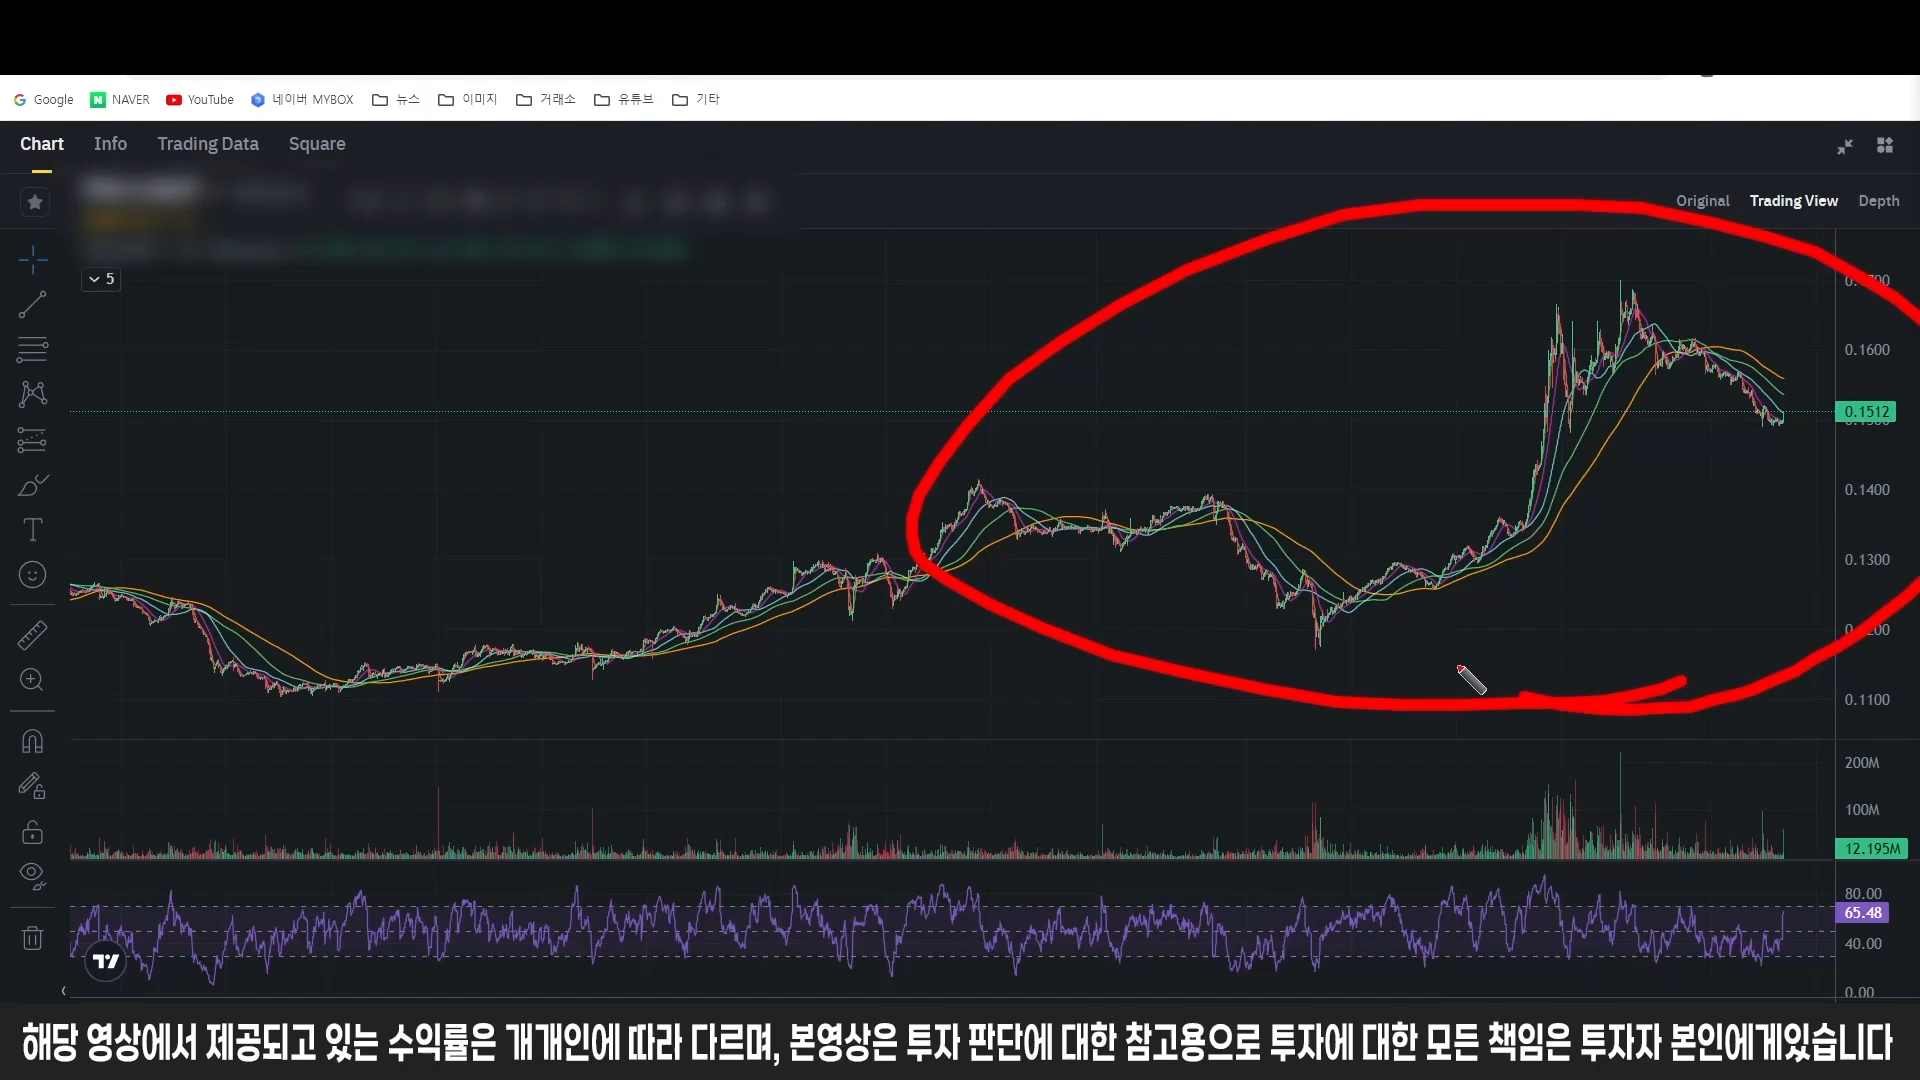 Google NAVER YouTube 네이버 MYBOX 뉴스 이미지 거래소 유튜브 기타
Chart Info Trading Data Square
Original Trading View Depth
5
0.1600
0.1512
0.1400
0.1300
0.1100
200M
100M
12.195M
80.00
65.48
40.00
0.00
해당 영상에서 제공되고 있는 수익률은 개개인에 따라 다르며, 본영상은 투자 판단에 대한 참고용으로 투자에 대한 모든 책임은 투자자 본인에게있습니다